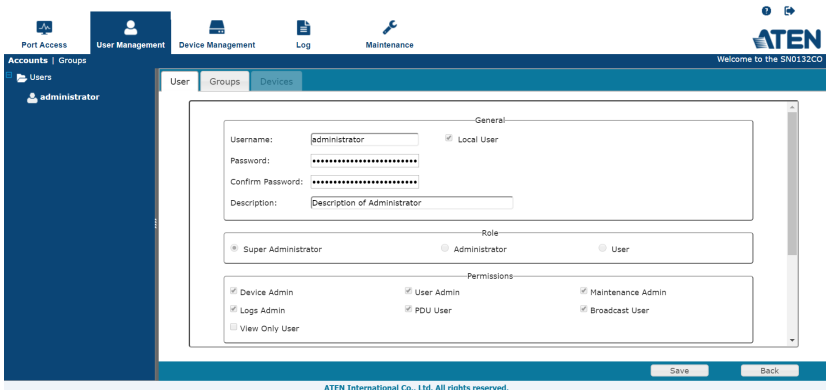 ATEN
Port Access User Management Device Management Log Maintenance
Accounts | Groups Welcome to the SN0132CO
Users
administrator
User Groups Devices
General
Username: administrator Local User
Password: ••••••••••••••••••••••••
Confirm Password: ••••••••••••••••••••••••
Description: Description of Administrator
Role
Super Administrator Administrator User
Permissions
Device Admin User Admin Maintenance Admin
Logs Admin PDU User Broadcast User
View Only User
Save Back
ATEN International Co., Ltd. All rights reserved.